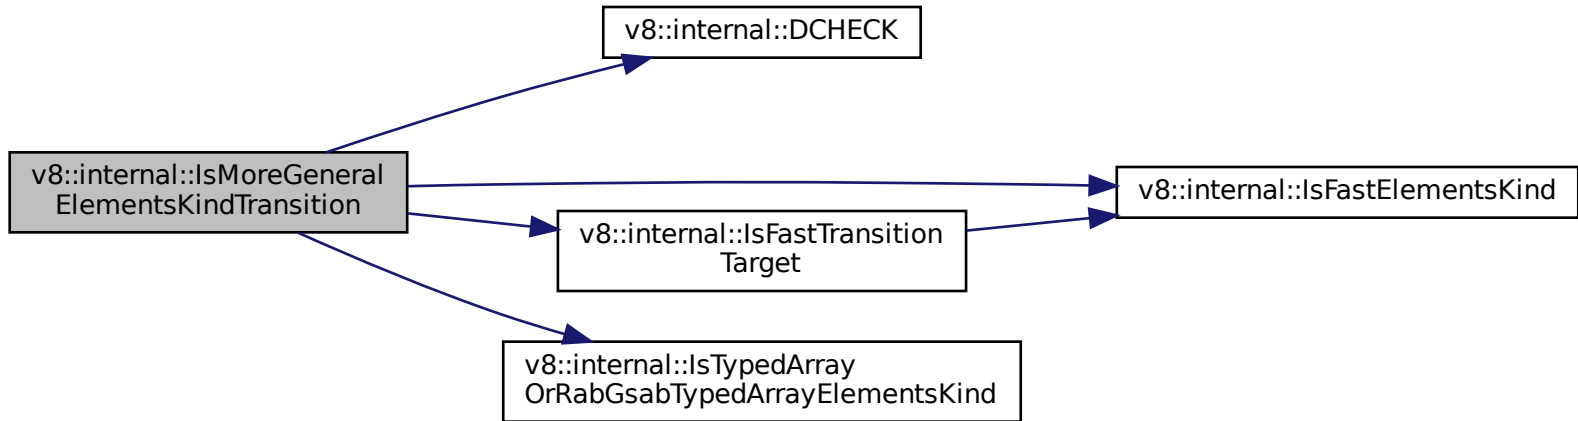 v8::internal::DCHECK
v8::internal::IsMoreGeneral
ElementsKindTransition
v8::internal::IsFastElementsKind
v8::internal::IsFastTransition
Target
v8::internal::IsTypedArray
OrRabGsabTypedArrayElementsKind